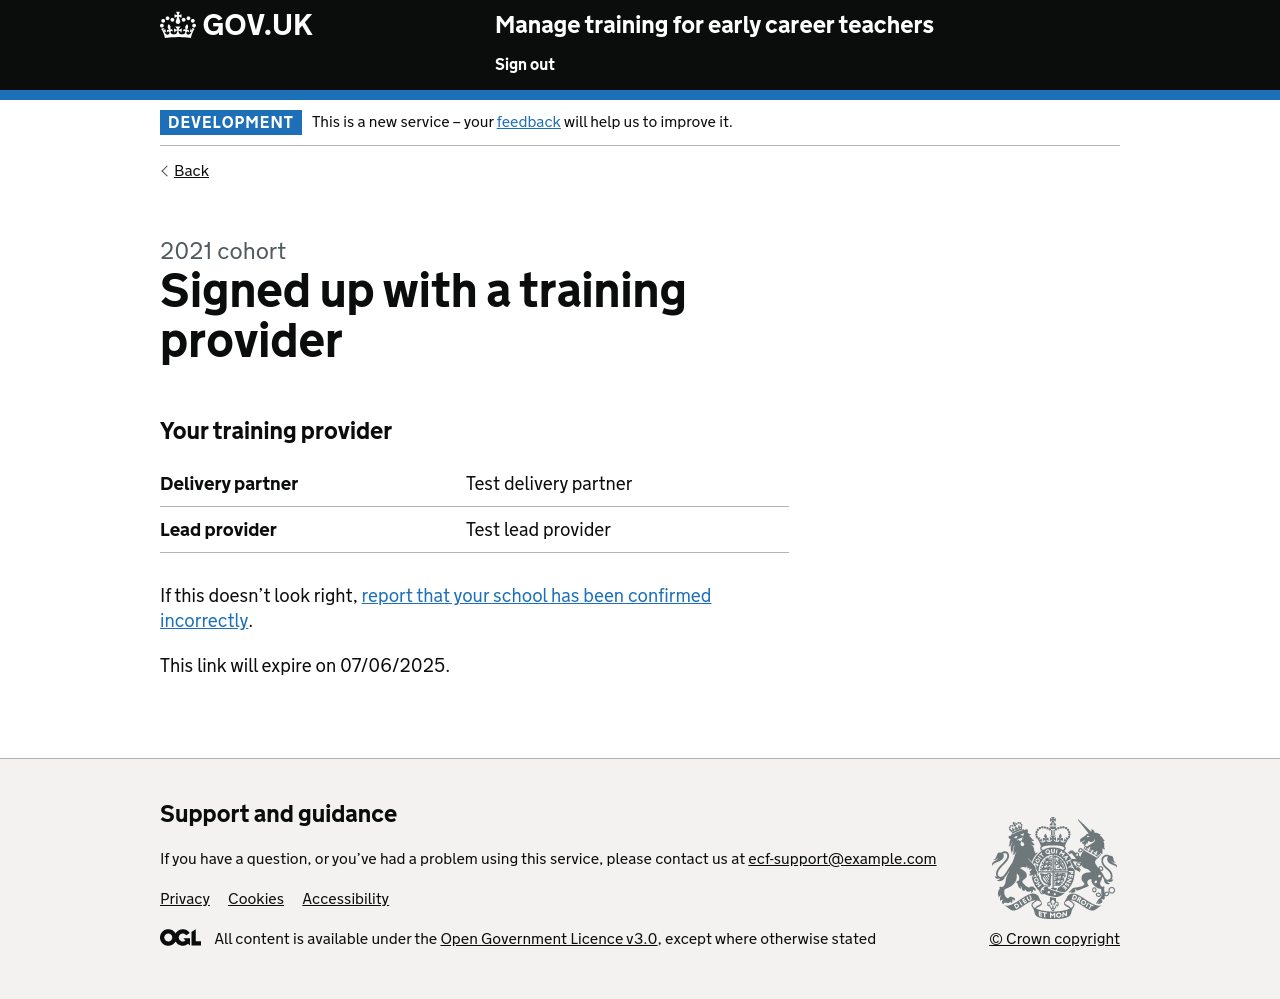 GOV.UK
Manage training for early career teachers
Sign out
DEVELOPMENT This is a new service – your feedback will help us to improve it.
Back
2021 cohort
Signed up with a training
provider
Your training provider
Delivery partner Test delivery partner
Lead provider Test lead provider
If this doesn’t look right, report that your school has been confirmed
incorrectly.
This link will expire on 07/06/2025.
Support and guidance
If you have a question, or you’ve had a problem using this service, please contact us at ecf-support@example.com
Privacy Cookies Accessibility
OGL All content is available under the Open Government Licence v3.0, except where otherwise stated
© Crown copyright